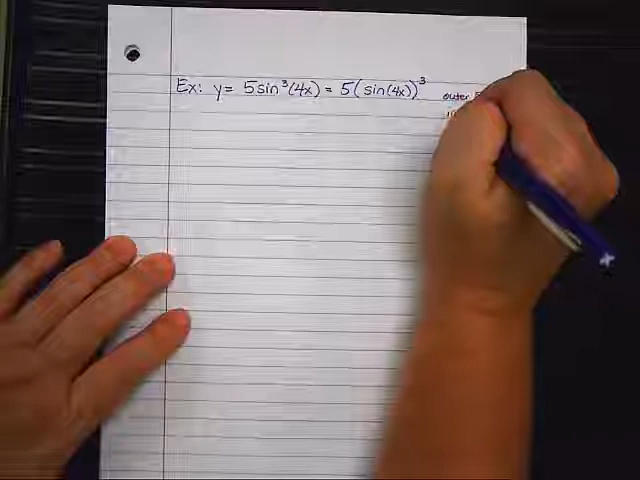 Ex: y = 5sin³(4x) = 5(sin(4x))³ outer